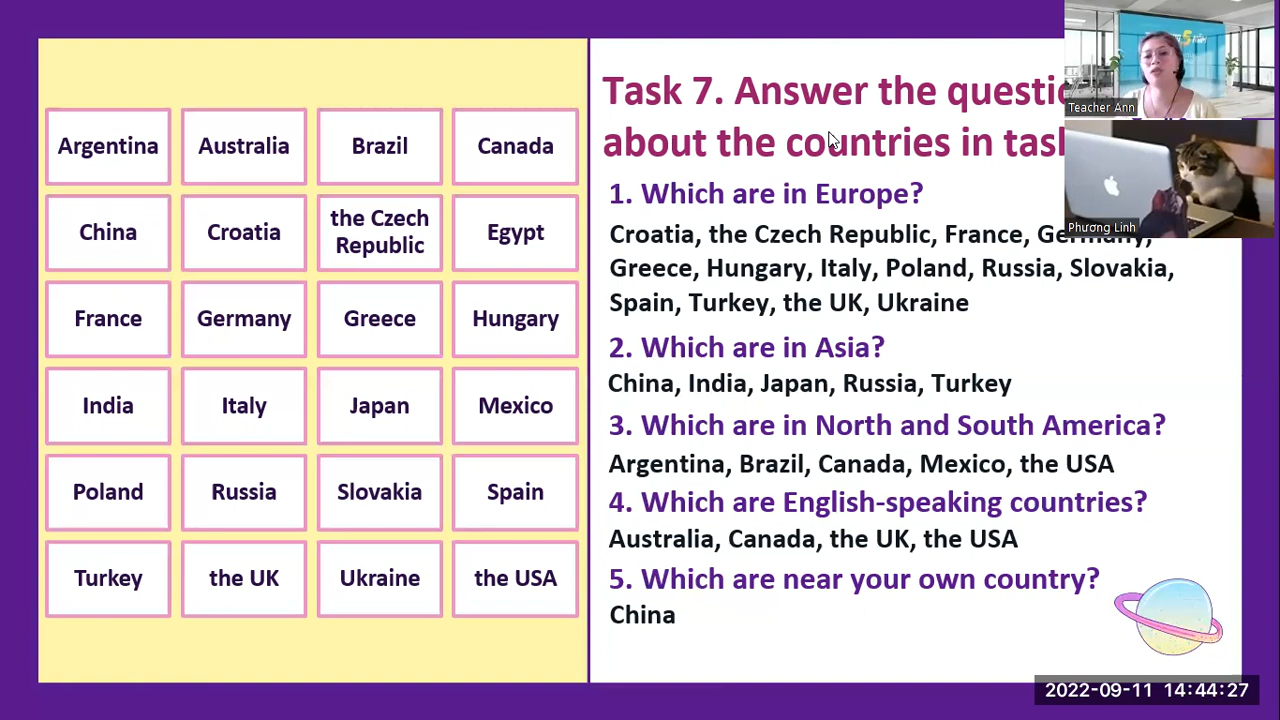 Argentina
Australia
Brazil
Canada
China
Croatia
the Czech
Republic
Egypt
France
Germany
Greece
Hungary
India
Italy
Japan
Mexico
Poland
Russia
Slovakia
Spain
Turkey
the UK
Ukraine
the USA
Task 7. Answer the
about the countries in
1. Which are in Europe?
Croatia, the Czech Republic, France, Germany,
Greece, Hungary, Italy, Poland, Russia, Slovakia,
Spain, Turkey, the UK, Ukraine
2. Which are in Asia?
China, India, Japan, Russia, Turkey
3. Which are in North and South America?
Argentina, Brazil, Canada, Mexico, the USA
4. Which are English-speaking countries?
Australia, Canada, the UK, the USA
5. Which are near your own country?
China
Teacher Ann
Phương Linh
2022-09-11 14:44:27